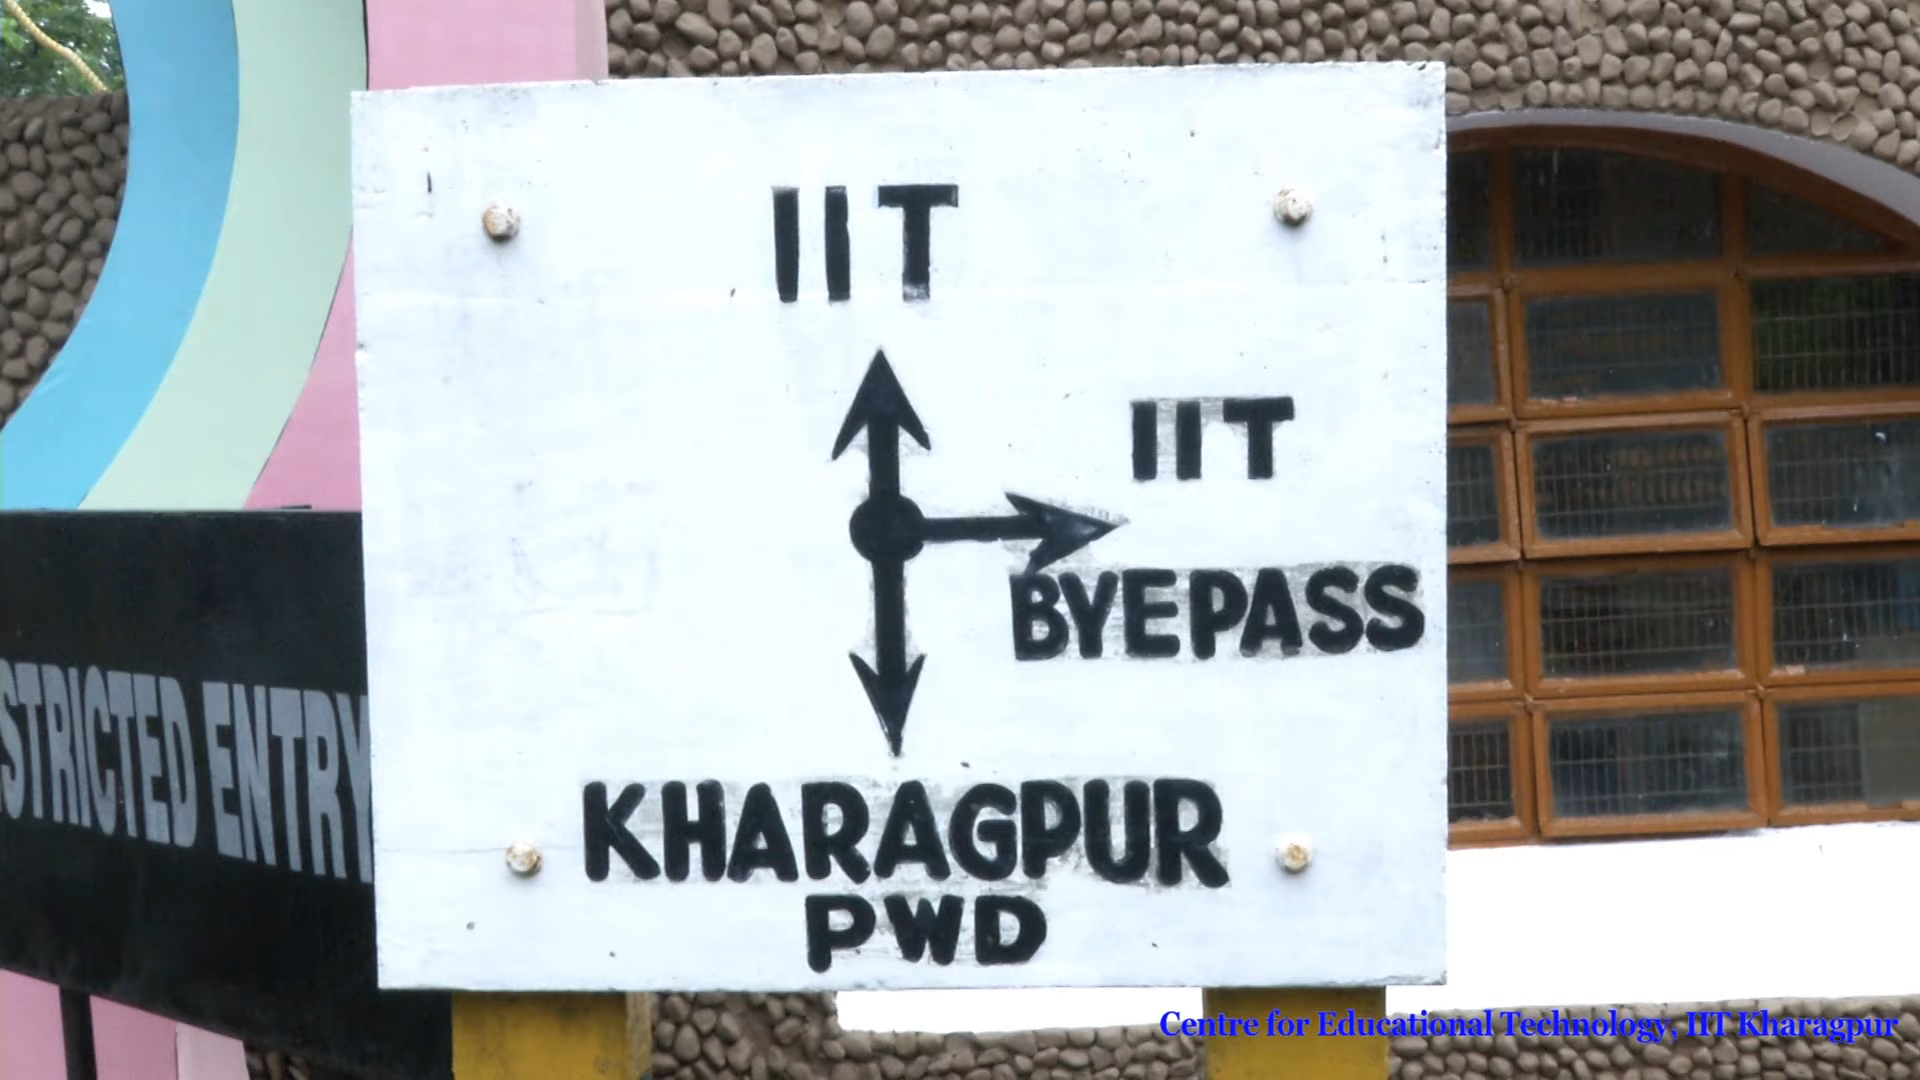 IIT
IIT
BYEPASS
KHARAGPUR
PWD
STRICTED ENTRY
Centre for Educational Technology, IIT Kharagpur